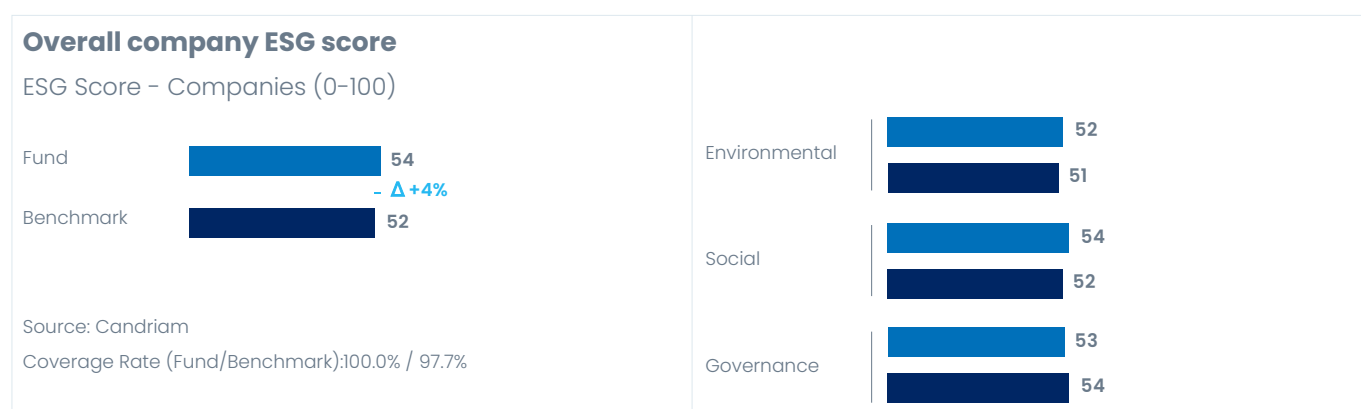 Overall company ESG score
ESG Score - Companies (0-100)
Fund
54
Δ +4%
Benchmark
52
Source: Candriam
Coverage Rate (Fund/Benchmark):100.0% / 97.7%
Environmental
52
51
Social
54
52
Governance
53
54